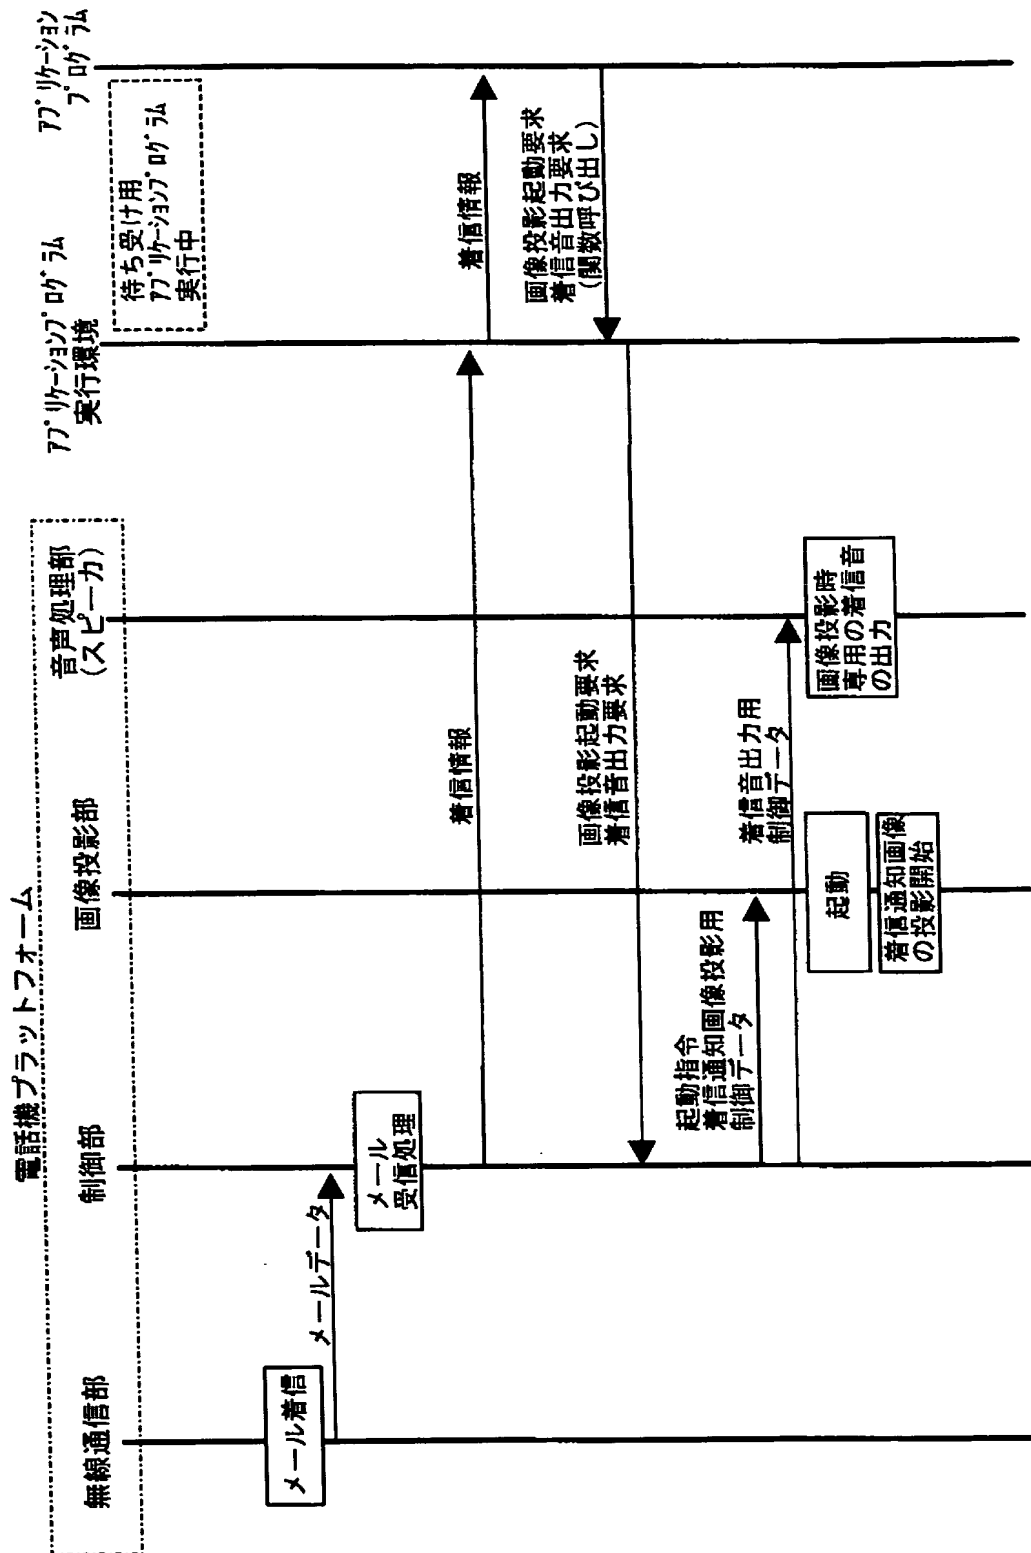 電話機プラットフォーム
無線通信部
制御部
画像投影部
音声処理部
(スピーカ)
アプリケーションプログラム
実行環境
アプリケーション
プログラム
待ち受け用
アプリケーションプログラム
実行中
メール着信
メールデータ
メール
受信処理
着信情報
着信情報
画像投影起動要求
着信音出力要求
(関数呼び出し)
画像投影起動要求
着信音出力要求
起動指令
着信通知画像投影用
制御データ
着信音出力用
制御データ
起動
着信通知画像
の投影開始
画像投影時
専用の着信音
の出力